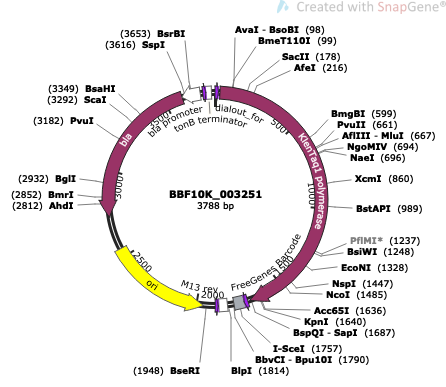 Created with SnapGene®
(3653) BsrBI
(3616) SspI
AvaI - BsoBI (98)
BmeT110I (99)
SacII (178)
AfeI (216)
(3349) BsaHI
(3292) ScaI
(3182) PvuI
(2932) BglI
(2852) BmrI
(2812) AhdI
BmgBI (599)
PvuII (661)
AflIII - MluI (667)
NgoMIV (694)
NaeI (696)
XcmI (860)
BstAPI (989)
PflMI* (1237)
BsiWI (1248)
EcoNI (1328)
NspI (1447)
NcoI (1485)
Acc65I (1636)
KpnI (1640)
BspQI - SapI (1687)
I-SceI (1757)
BbvCI - Bpu10I (1790)
BlpI (1814)
(1948) BseRI
bla promoter
tonB terminator
dialout_for
KlenTaq1 polymerase
FreeGenes Barcode
M13 rev
ori
bla
500
1000
1500
2000
2500
3000
3500
BBF10K_003251
3788 bp